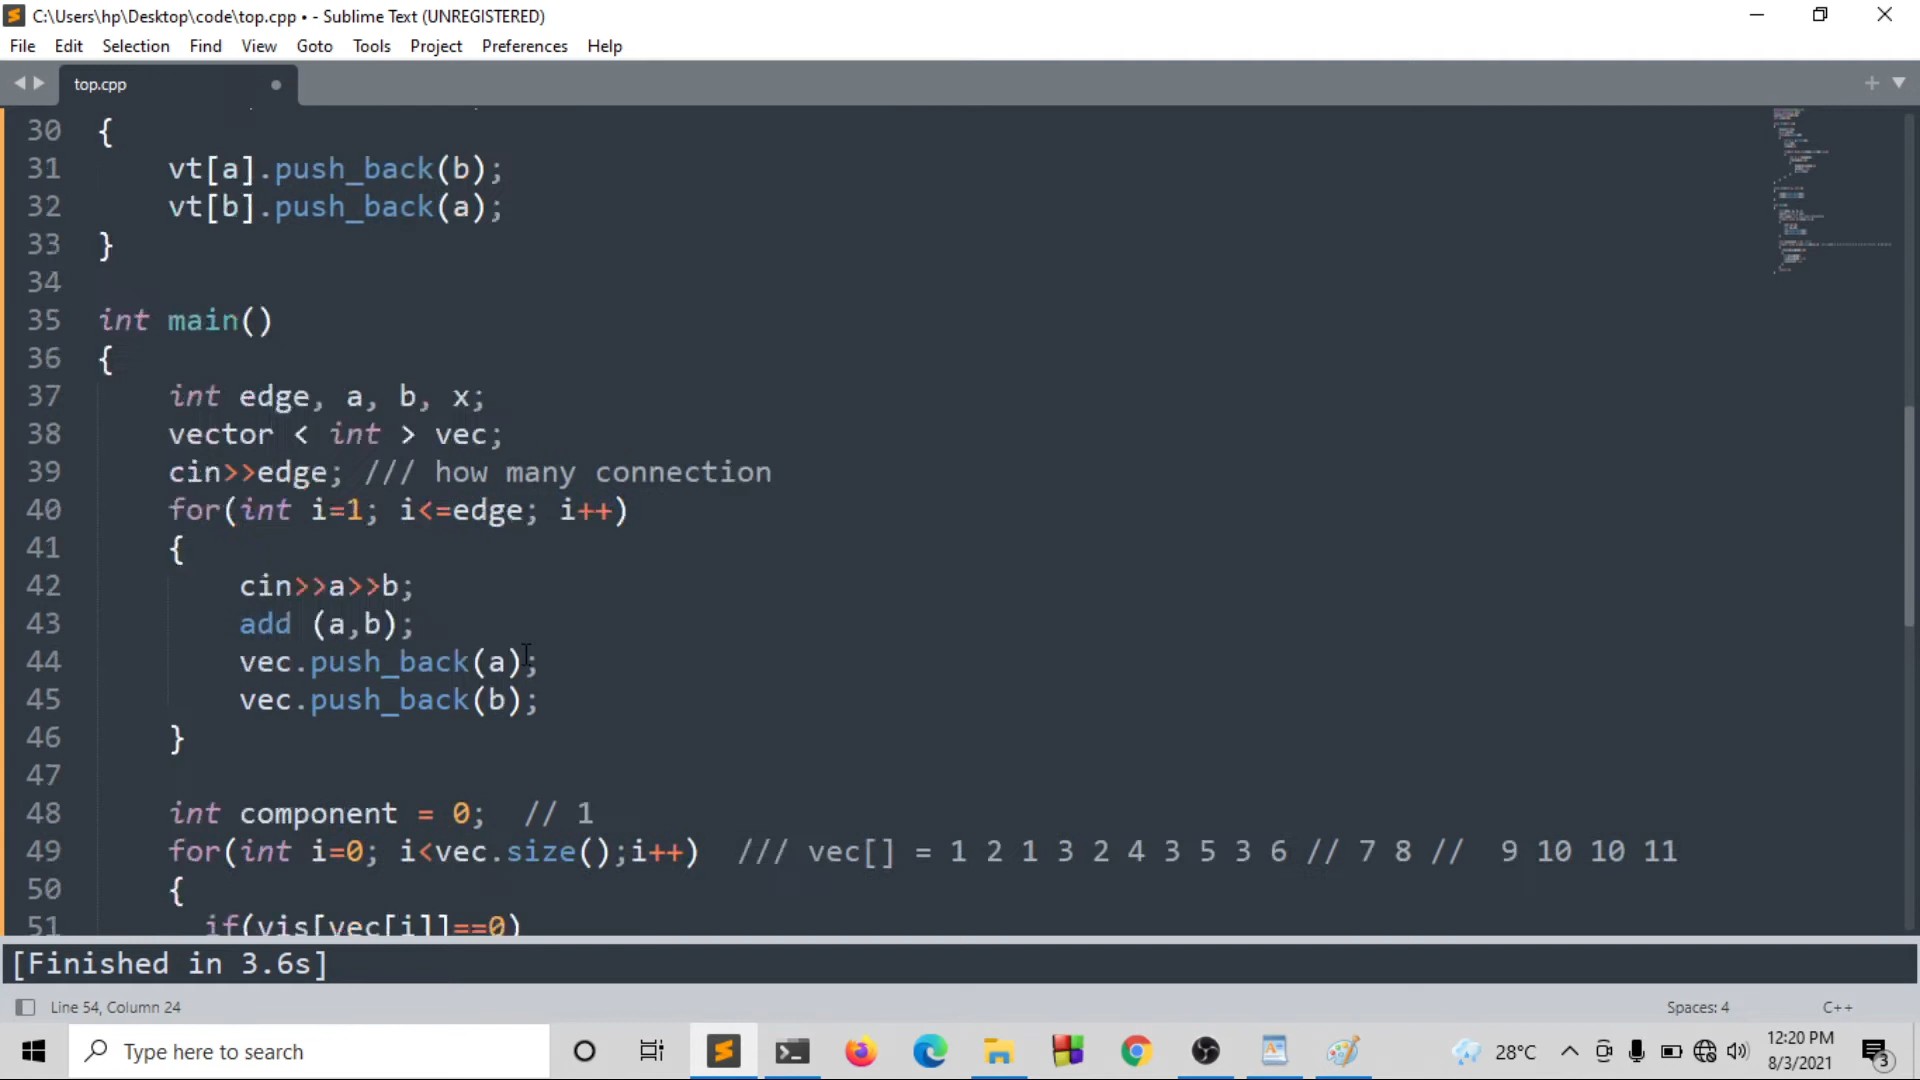 C:\Users\hp\Desktop\code\top.cpp • - Sublime Text (UNREGISTERED)
File Edit Selection Find View Goto Tools Project Preferences Help
top.cpp
30 {
31 vt[a].push_back(b);
32 vt[b].push_back(a);
33 }
34
35 int main()
36 {
37 int edge, a, b, x;
38 vector < int > vec;
39 cin>>edge; /// how many connection
40 for(int i=1; i<=edge; i++)
41 {
42 cin>>a>>b;
43 add (a,b);
44 vec.push_back(a);
45 vec.push_back(b);
46 }
47
48 int component = 0; // 1
49 for(int i=0; i<vec.size();i++) /// vec[] = 1 2 1 3 2 4 3 5 3 6 // 7 8 // 9 10 10 11
50 {
51 if(vis[vec[i]]==0)
[Finished in 3.6s]
Line 54, Column 24 Spaces: 4 C++
Type here to search 28°C 12:20 PM
8/3/2021 3